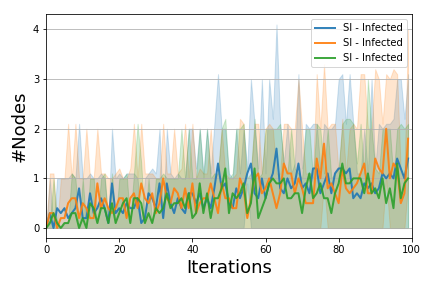 SI - Infected
SI - Infected
SI - Infected
#Nodes
4
3
2
1
0
0
20
40
60
80
100
Iterations